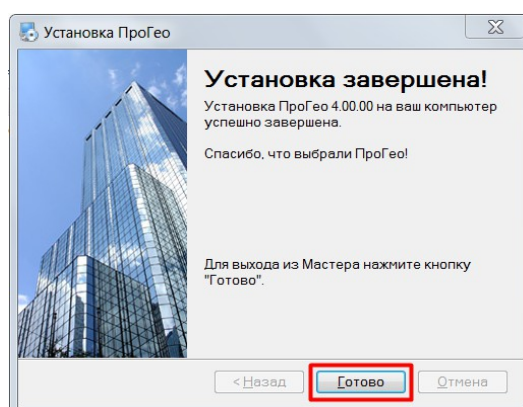 Установка ПроГео
Установка завершена!
Установка ПроГео 4.00.00 на ваш компьютер
успешно завершена.
Спасибо, что выбрали ПроГео!
Для выхода из Мастера нажмите кнопку
"Готово".
< Назад
Готово
Отмена